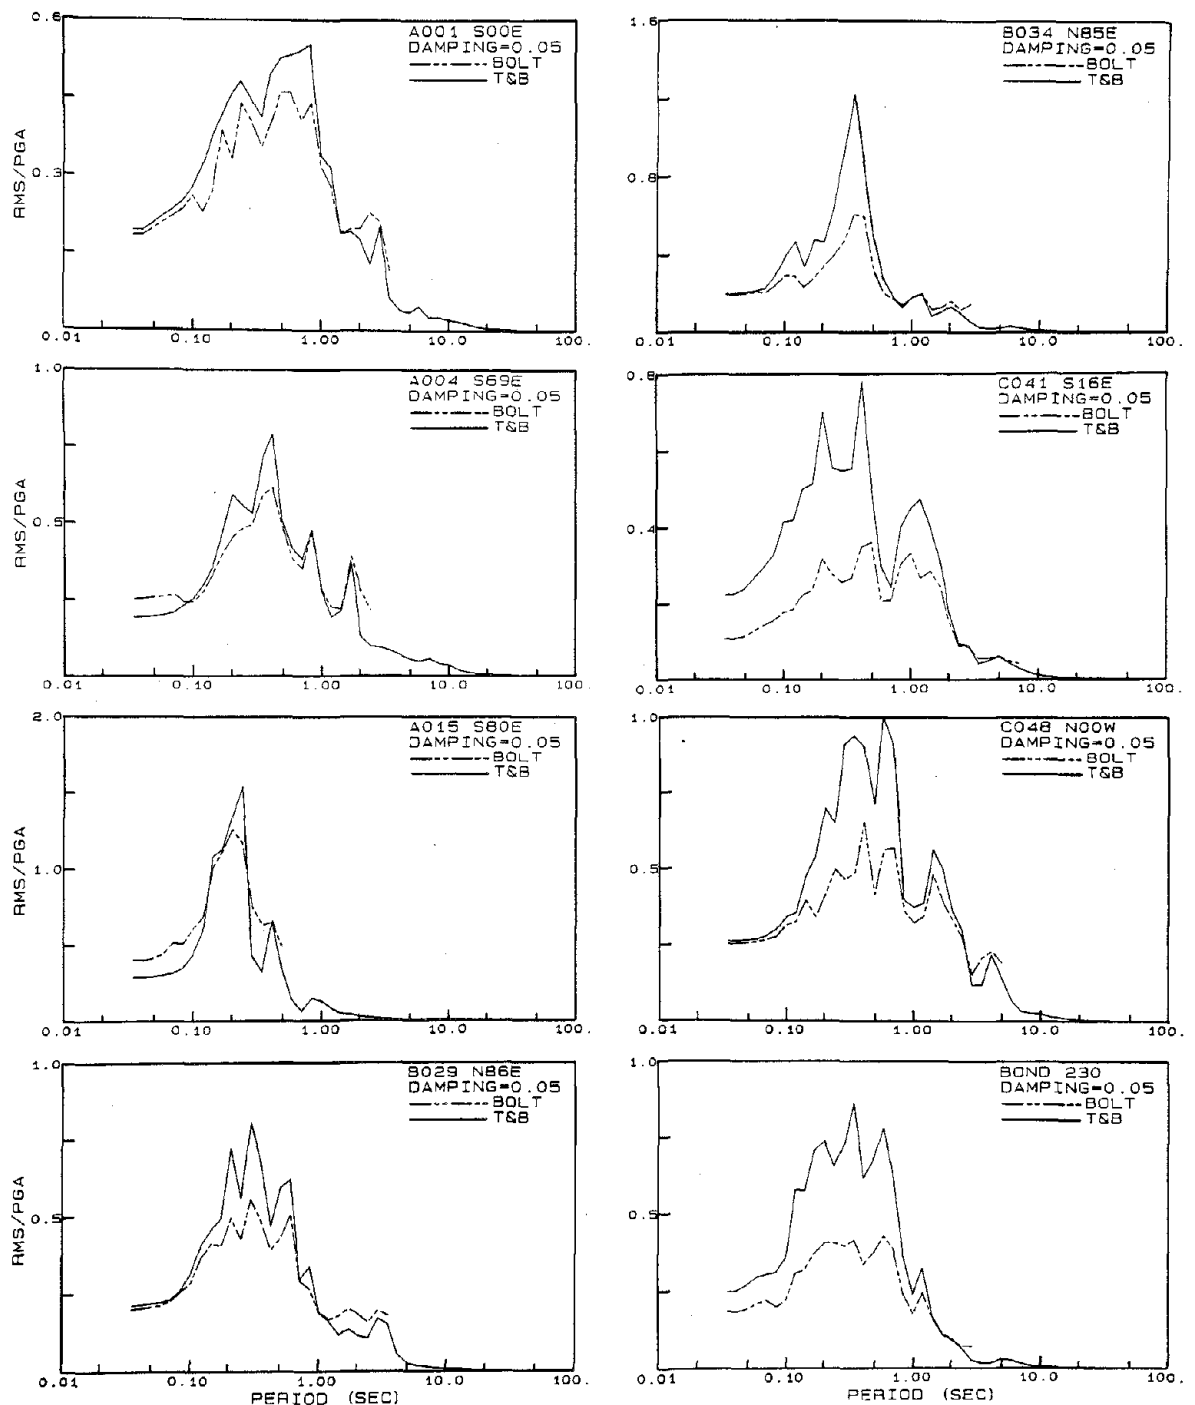 0.6
A001 S00E
DAMPING=0.05
BOLT
T&B
RMS/PGA
0.3
0.01 0.10 1.00 10.0 100.
1.6
B034 N85E
DAMPING=0.05
BOLT
T&B
0.8
0.01 0.10 1.00 10.0 100.
1.0
A004 S69E
DAMPING=0.05
BOLT
T&B
RMS/PGA
0.5
0.01 0.10 1.00 10.0 100.
0.8
C041 S16E
DAMPING=0.05
BOLT
T&B
0.4
0.01 0.10 1.00 10.0 100.
2.0
A015 S80E
DAMPING=0.05
BOLT
T&B
RMS/PGA
1.0
0.01 0.10 1.00 10.0 100.
1.0
C048 N00W
DAMPING=0.05
BOLT
T&B
0.5
0.01 0.10 1.00 10.0 100.
1.0
B029 N86E
DAMPING=0.05
BOLT
T&B
RMS/PGA
0.5
0.01 0.10 1.00 10.0 100.
PERIOD (SEC)
1.0
BOND 230
DAMPING=0.05
BOLT
T&B
0.5
0.01 0.10 1.00 10.0 100.
PERIOD (SEC)